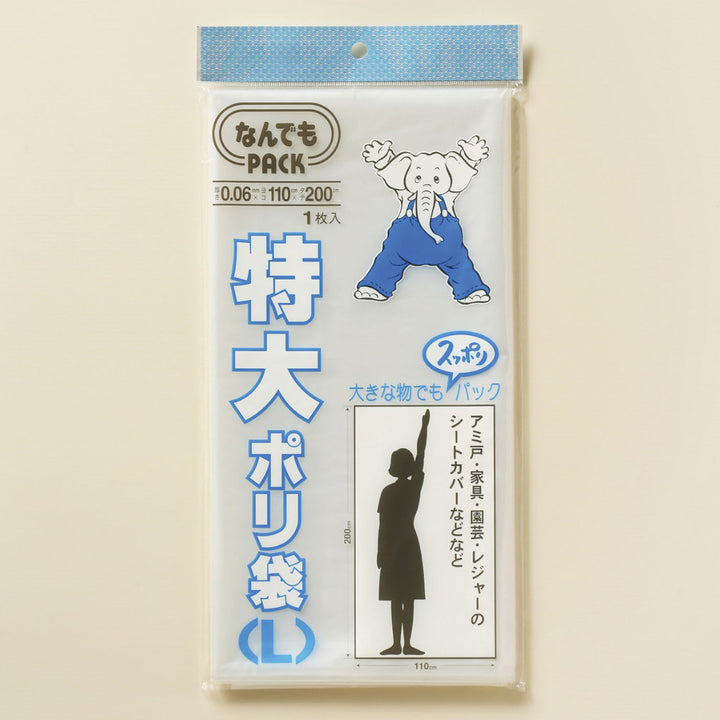 なんでも
PACK
厚さ0.06mm×ヨコ110cm×タテ200cm
1枚入
特大ポリ袋(L)
スッポリ
大きな物でもパック
アミ戸・家具・園芸・レジャーの
シートカバーなどなど
200cm
110cm